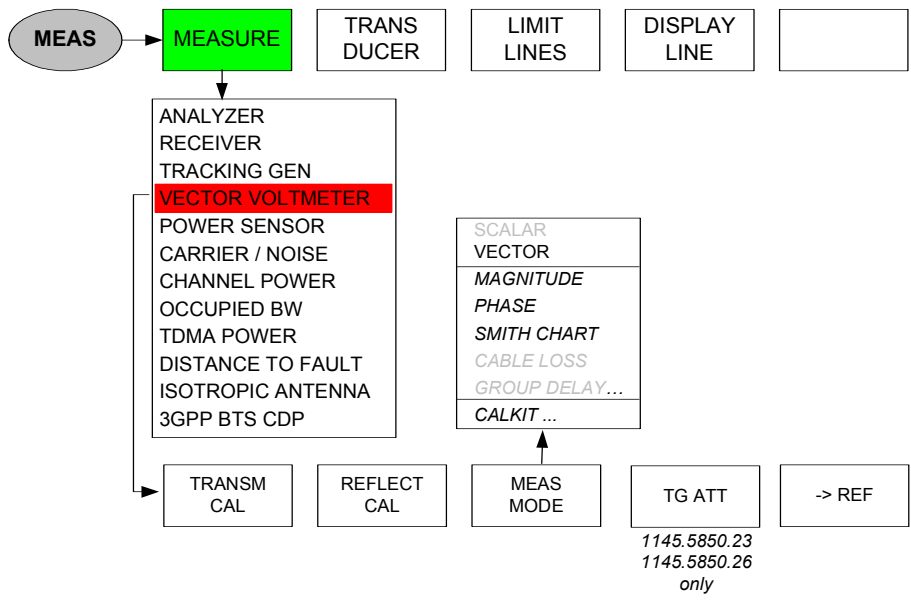 MEAS
MEASURE
TRANS
DUCER
LIMIT
LINES
DISPLAY
LINE
ANALYZER
RECEIVER
TRACKING GEN
VECTOR VOLTMETER
POWER SENSOR
CARRIER / NOISE
CHANNEL POWER
OCCUPIED BW
TDMA POWER
DISTANCE TO FAULT
ISOTROPIC ANTENNA
3GPP BTS CDP
SCALAR
VECTOR
MAGNITUDE
PHASE
SMITH CHART
CABLE LOSS
GROUP DELAY...
CALKIT ...
TRANSM
CAL
REFLECT
CAL
MEAS
MODE
TG ATT
-> REF
1145.5850.23
1145.5850.26
only